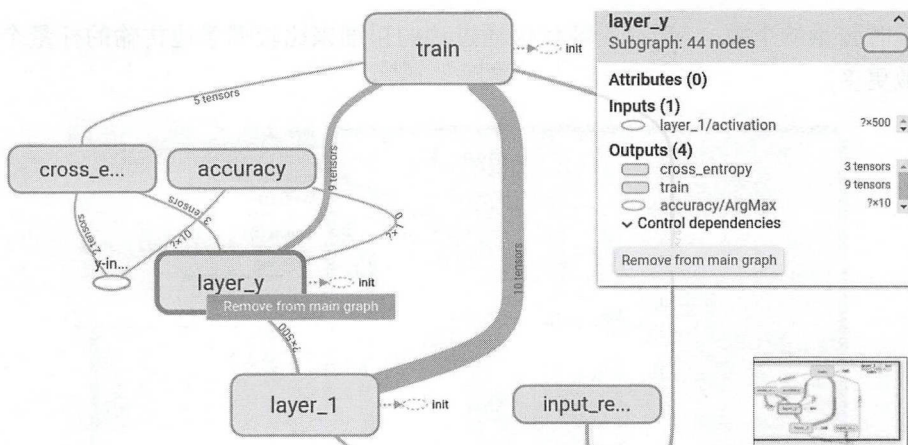 train
init
5 tensors
cross_e...
accuracy
9 tensors
3 tensors
2 tensors
?×10
?×10
y-in...
layer_y
init
Remove from main graph
10 tensors
?×500
layer_1
init
input_re...
layer_y
Subgraph: 44 nodes
Attributes (0)
Inputs (1)
layer_1/activation ?×500
Outputs (4)
cross_entropy 3 tensors
train 9 tensors
accuracy/ArgMax ?×10
Control dependencies
Remove from main graph